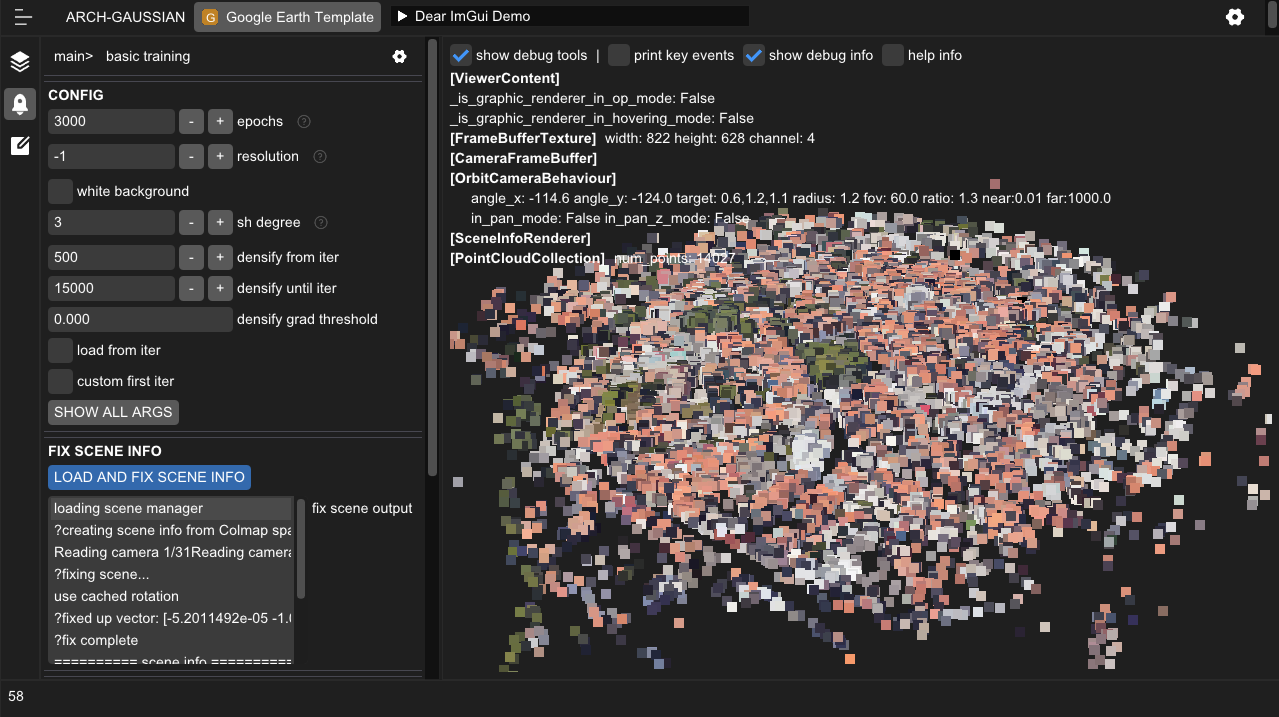 ARCH-GAUSSIAN G Google Earth Template Dear ImGui Demo
main> basic training
CONFIG
3000 - + epochs ?
-1 - + resolution ?
white background
3 - + sh degree ?
500 - + densify from iter
15000 - + densify until iter
0.000 densify grad threshold
load from iter
custom first iter
SHOW ALL ARGS
FIX SCENE INFO
LOAD AND FIX SCENE INFO
loading scene manager
fix scene output
?creating scene info from Colmap spa
Reading camera 1/31Reading camera
?fixing scene...
use cached rotation
?fixed up vector: [-5.2011492e-05 -1.0
?fix complete
========== scene info ==========
show debug tools | print key events show debug info help info
[ViewerContent]
_is_graphic_renderer_in_op_mode: False
_is_graphic_renderer_in_hovering_mode: False
[FrameBufferTexture] width: 822 height: 628 channel: 4
[CameraFrameBuffer]
[OrbitCameraBehaviour]
angle_x: -114.6 angle_y: -124.0 target: 0.6,1.2,1.1 radius: 1.2 fov: 60.0 ratio: 1.3 near:0.01 far:1000.0
in_pan_mode: False in_pan_z_mode: False
[SceneInfoRenderer]
[PointCloudCollection] num_points: 14027
58